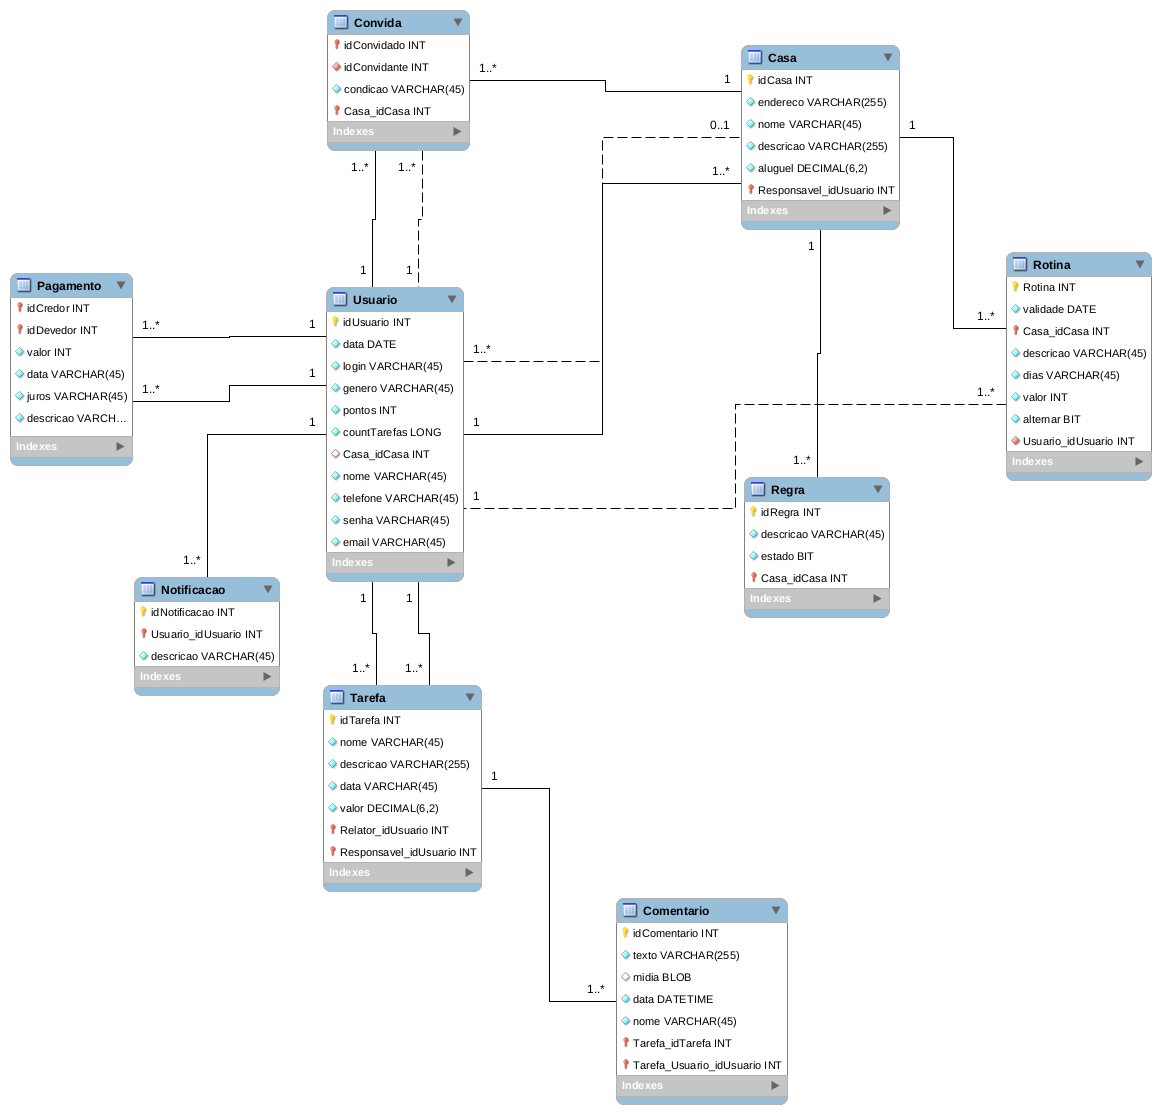 Convida
idConvidado INT
idConvidante INT
condicao VARCHAR(45)
Casa_idCasa INT
Indexes
1..*
1
1..*
1..*
1
1
Casa
idCasa INT
endereco VARCHAR(255)
nome VARCHAR(45)
descricao VARCHAR(255)
aluguel DECIMAL(6,2)
Responsavel_idUsuario INT
Indexes
0..1
1..*
1
1
Pagamento
idCredor INT
idDevedor INT
valor INT
data VARCHAR(45)
juros VARCHAR(45)
descricao VARCH...
Indexes
1..*
1
1..*
1
1
Usuario
idUsuario INT
data DATE
login VARCHAR(45)
genero VARCHAR(45)
pontos INT
countTarefas LONG
Casa_idCasa INT
nome VARCHAR(45)
telefone VARCHAR(45)
senha VARCHAR(45)
email VARCHAR(45)
Indexes
1..*
1
1
Rotina
Rotina INT
validade DATE
Casa_idCasa INT
descricao VARCHAR(45)
dias VARCHAR(45)
valor INT
alternar BIT
Usuario_idUsuario INT
Indexes
1..*
1..*
1..*
Regra
idRegra INT
descricao VARCHAR(45)
estado BIT
Casa_idCasa INT
Indexes
1..*
Notificacao
idNotificacao INT
Usuario_idUsuario INT
descricao VARCHAR(45)
Indexes
1
1
1..*
1..*
Tarefa
idTarefa INT
nome VARCHAR(45)
descricao VARCHAR(255)
data VARCHAR(45)
valor DECIMAL(6,2)
Relator_idUsuario INT
Responsavel_idUsuario INT
Indexes
1
1..*
Comentario
idComentario INT
texto VARCHAR(255)
midia BLOB
data DATETIME
nome VARCHAR(45)
Tarefa_idTarefa INT
Tarefa_Usuario_idUsuario INT
Indexes